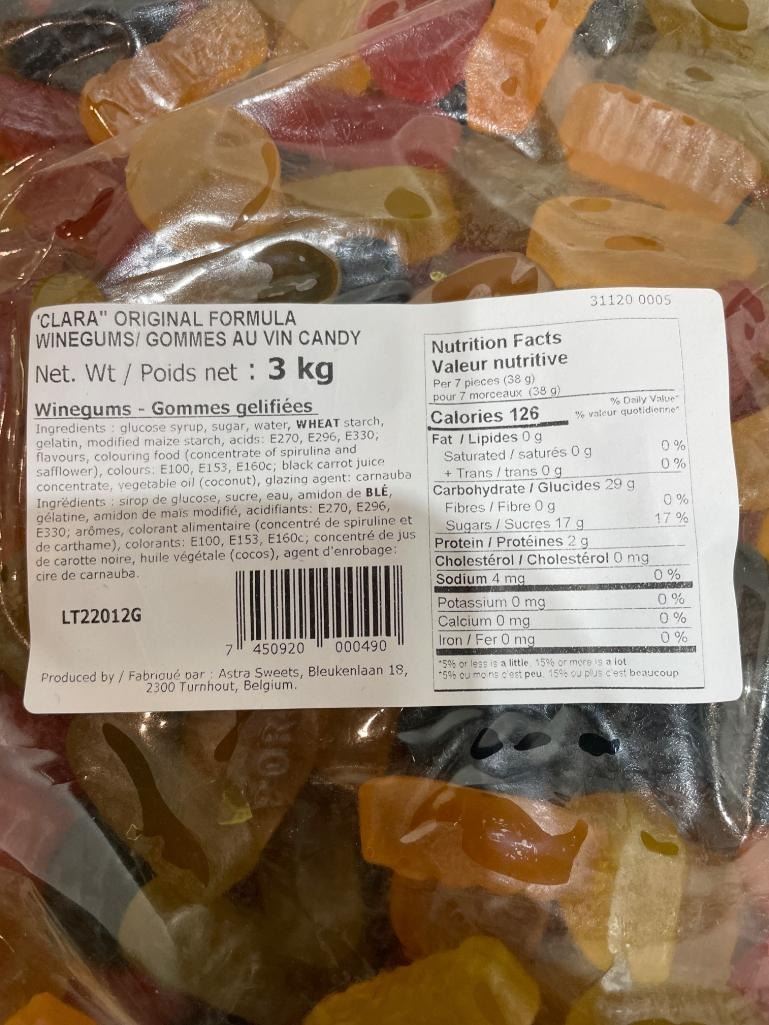 31120 0005
'CLARA" ORIGINAL FORMULA
WINEGUMS/ GOMMES AU VIN CANDY
Net. Wt / Poids net : 3 kg
Winegums - Gommes gelifiées
Ingredients : glucose syrup, sugar, water, WHEAT starch,
gelatin, modified maize starch, acids: E270, E296, E330;
flavours, colouring food (concentrate of spirulina and
safflower), colours: E100, E153, E160c; black carrot juice
concentrate, vegetable oil (coconut), glazing agent: carnauba
Ingrédients : sirop de glucose, sucre, eau, amidon de BLÉ,
gélatine, amidon de maïs modifié, acidifiants: E270, E296,
E330; arômes, colorant alimentaire (concentré de spiruline et
de carthame), colorants: E100, E153, E160c; concentré de jus
de carotte noire, huile végétale (cocos), agent d'enrobage:
cire de carnauba.
LT22012G
7 450920 000490
Produced by / Fabriqué par : Astra Sweets, Bleukenlaan 18,
2300 Turnhout, Belgium.
Nutrition Facts
Valeur nutritive
Per 7 pieces (38 g)
pour 7 morceaux (38 g)
% Daily Value*
Calories 126 % valeur quotidienne*
Fat / Lipides 0 g 0 %
Saturated / saturés 0 g 0 %
+ Trans / trans 0 g
Carbohydrate / Glucides 29 g
Fibres / Fibre 0 g 0 %
Sugars / Sucres 17 g 17 %
Protein / Protéines 2 g
Cholestérol / Cholestérol 0 mg
Sodium 4 mg 0 %
Potassium 0 mg 0 %
Calcium 0 mg 0 %
Iron / Fer 0 mg 0 %
*5% or less is a little, 15% or more is a lot
*5% ou moins c'est peu, 15% ou plus c'est beaucoup
POR